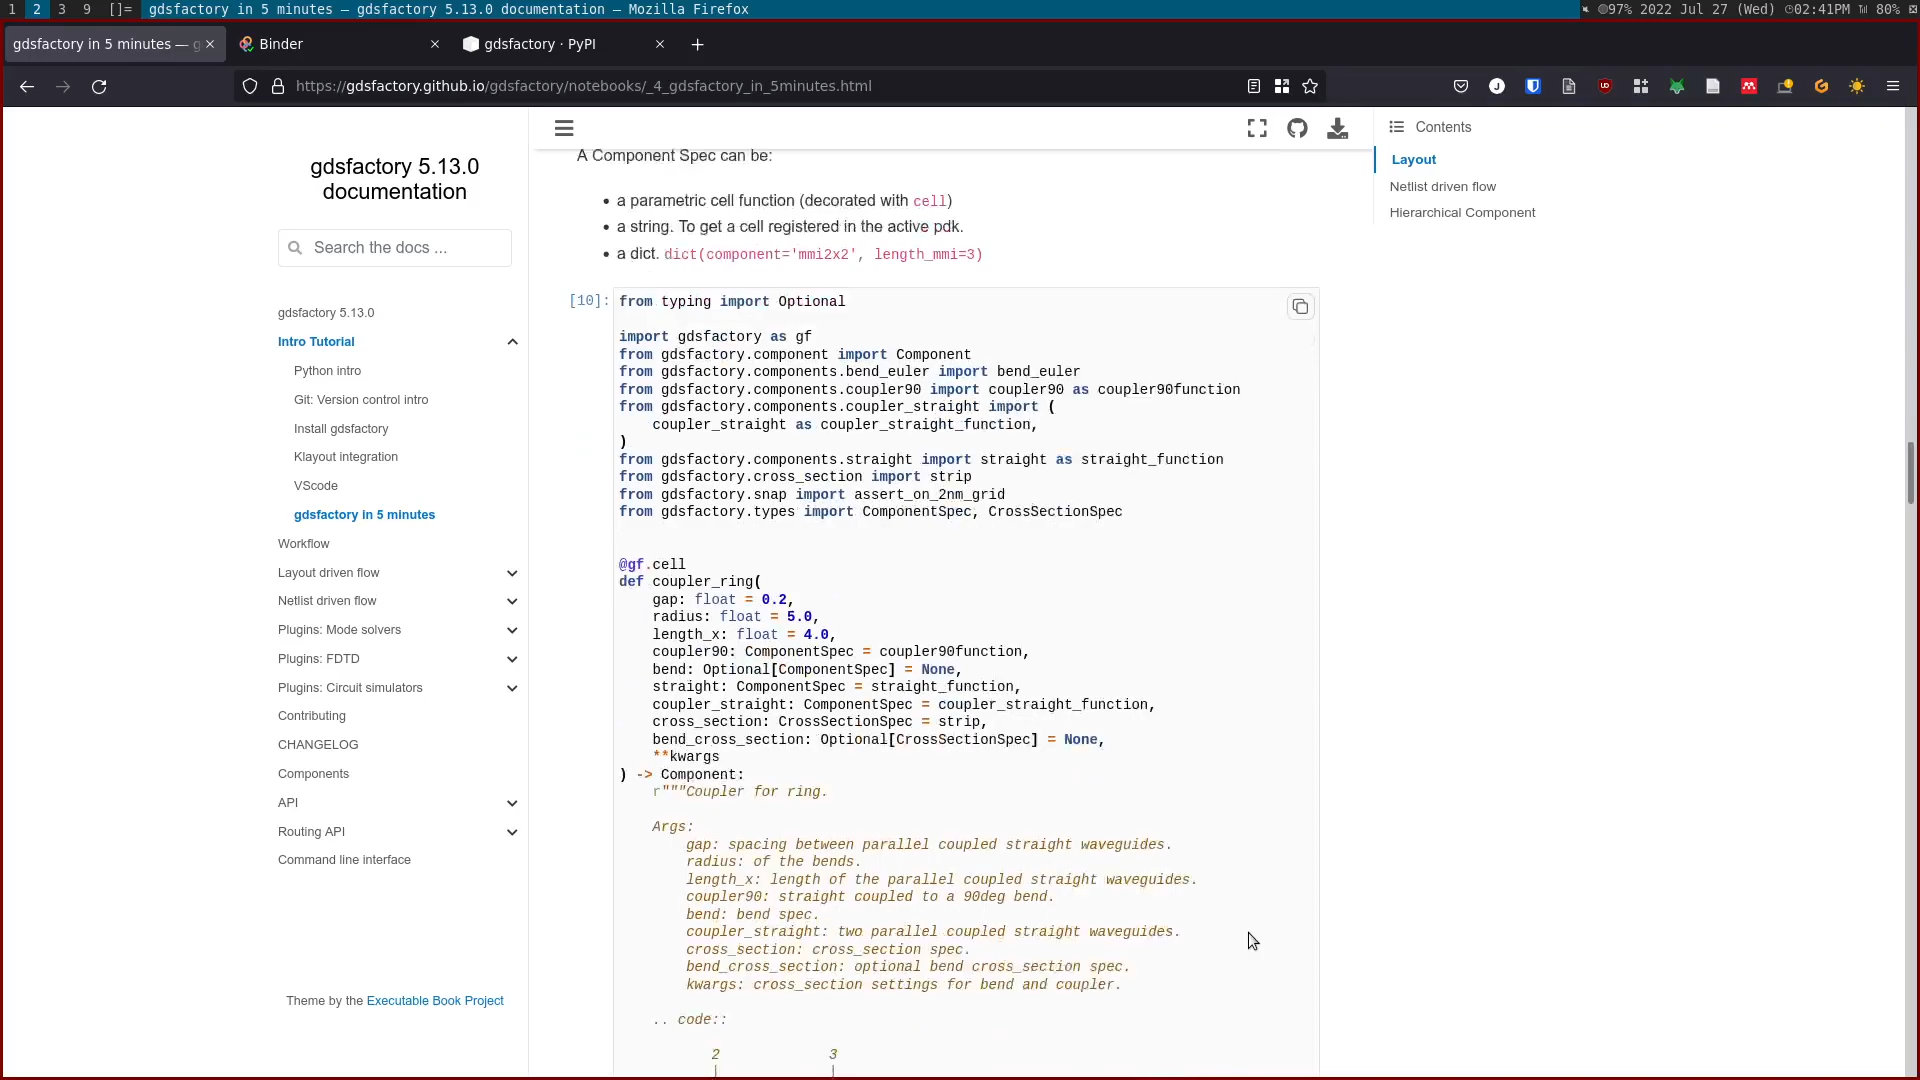 1 2 3 9 []= gdsfactory in 5 minutes — gdsfactory 5.13.0 documentation — Mozilla Firefox 97% 2022 Jul 27 (Wed) 02:41PM 80%
gdsfactory in 5 minutes — g Binder gdsfactory · PyPI
https://gdsfactory.github.io/gdsfactory/notebooks/_4_gdsfactory_in_5minutes.html
gdsfactory 5.13.0
documentation
Search the docs ...
gdsfactory 5.13.0
Intro Tutorial
Python intro
Git: Version control intro
Install gdsfactory
Klayout integration
VScode
gdsfactory in 5 minutes
Workflow
Layout driven flow
Netlist driven flow
Plugins: Mode solvers
Plugins: FDTD
Plugins: Circuit simulators
Contributing
CHANGELOG
Components
API
Routing API
Command line interface
Theme by the Executable Book Project
A Component Spec can be:
• a parametric cell function (decorated with cell)
• a string. To get a cell registered in the active pdk.
• a dict. dict(component='mmi2x2', length_mmi=3)
[10]: from typing import Optional
import gdsfactory as gf
from gdsfactory.component import Component
from gdsfactory.components.bend_euler import bend_euler
from gdsfactory.components.coupler90 import coupler90 as coupler90function
from gdsfactory.components.coupler_straight import (
    coupler_straight as coupler_straight_function,
)
from gdsfactory.components.straight import straight as straight_function
from gdsfactory.cross_section import strip
from gdsfactory.snap import assert_on_2nm_grid
from gdsfactory.types import ComponentSpec, CrossSectionSpec
@gf.cell
def coupler_ring(
    gap: float = 0.2,
    radius: float = 5.0,
    length_x: float = 4.0,
    coupler90: ComponentSpec = coupler90function,
    bend: Optional[ComponentSpec] = None,
    straight: ComponentSpec = straight_function,
    coupler_straight: ComponentSpec = coupler_straight_function,
    cross_section: CrossSectionSpec = strip,
    bend_cross_section: Optional[CrossSectionSpec] = None,
    **kwargs
) -> Component:
    r"""Coupler for ring.
    Args:
        gap: spacing between parallel coupled straight waveguides.
        radius: of the bends.
        length_x: length of the parallel coupled straight waveguides.
        coupler90: straight coupled to a 90deg bend.
        bend: bend spec.
        coupler_straight: two parallel coupled straight waveguides.
        cross_section: cross_section spec.
        bend_cross_section: optional bend cross_section spec.
        kwargs: cross_section settings for bend and coupler.
    .. code::
           2             3
           |             |
Contents
Layout
Netlist driven flow
Hierarchical Component